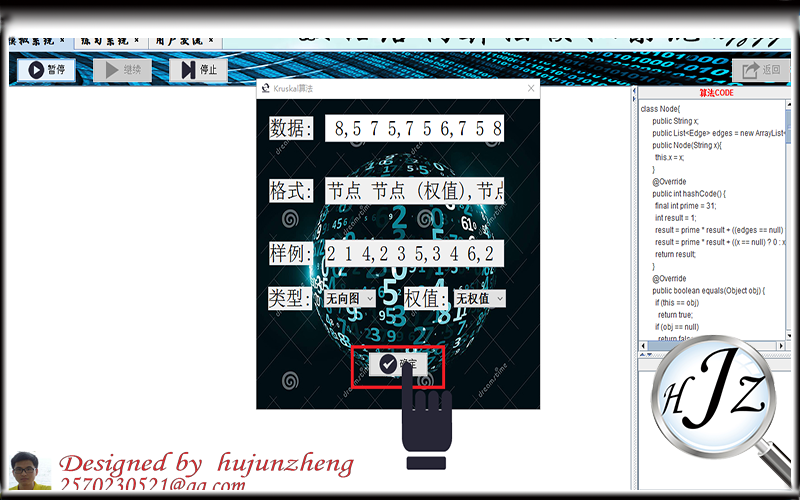 模拟系统 × 练习系统 × 用户交流 ×
暂停 继续 停止 返回
Kruskal算法
算法CODE
数据: 8,5 7 5,7 5 6,7 5 8
格式: 节点 节点 (权值),节点
样例: 2 1 4,2 3 5,3 4 6,2
类型: 无向图 权值: 无权值
确定
class Node{
public String x;
public List<Edge> edges = new ArrayList<
public Node(String x){
this.x = x;
}
@Override
public int hashCode() {
final int prime = 31;
int result = 1;
result = prime * result + ((edges == null)
result = prime * result + ((x == null) ? 0 : x
return result;
}
@Override
public boolean equals(Object obj) {
if (this == obj)
return true;
if (obj == null)
HJZ
Designed by hujunzheng
2570230521@qq.com